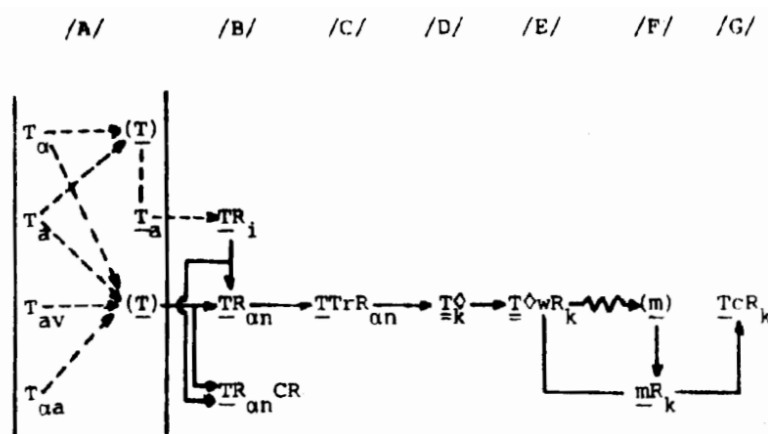 /A/ /B/ /C/ /D/ /E/ /F/ /G/
Tα (T)
Ta Ta TRi
Tav (T) TRαn TTrRαn T◊k T◊wRk (m) TcRk
Tαa TRαnCR mRk